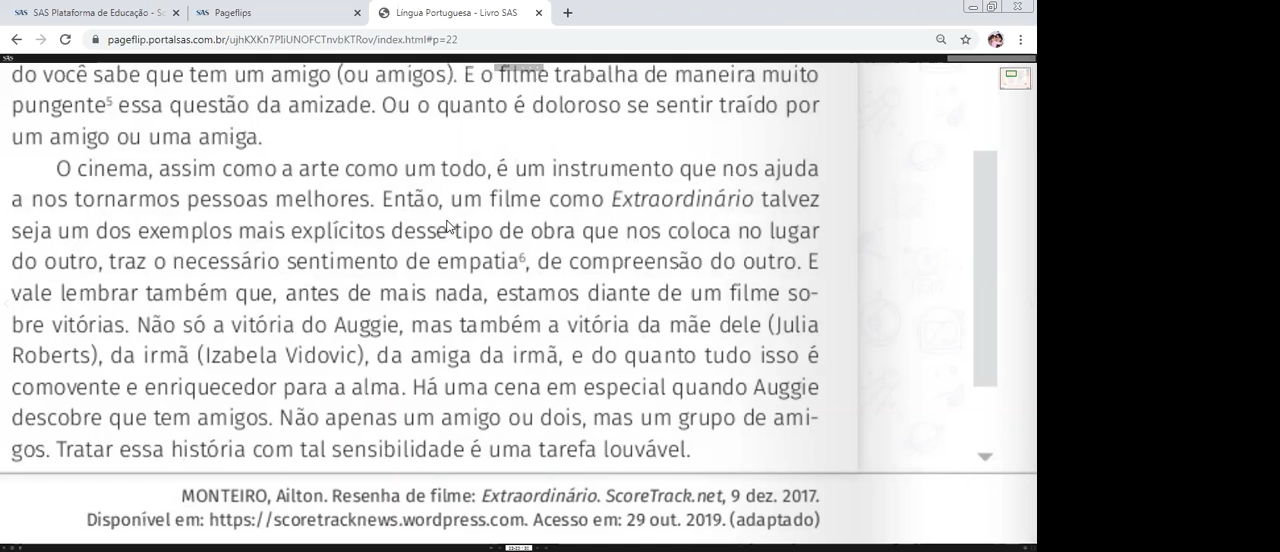 SAS Plataforma de Educação - S
Pageflips
Língua Portuguesa - Livro SAS
pageflip.portalsas.com.br/ujhKXKn7PIiUNOFCTnvbKTRov/index.html#p=22
SAS
do você sabe que tem um amigo (ou amigos). E o filme trabalha de maneira muito
pungente⁵ essa questão da amizade. Ou o quanto é doloroso se sentir traído por
um amigo ou uma amiga.
O cinema, assim como a arte como um todo, é um instrumento que nos ajuda
a nos tornarmos pessoas melhores. Então, um filme como Extraordinário talvez
seja um dos exemplos mais explícitos desse tipo de obra que nos coloca no lugar
do outro, traz o necessário sentimento de empatia⁶, de compreensão do outro. E
vale lembrar também que, antes de mais nada, estamos diante de um filme so-
bre vitórias. Não só a vitória do Auggie, mas também a vitória da mãe dele (Julia
Roberts), da irmã (Izabela Vidovic), da amiga da irmã, e do quanto tudo isso é
comovente e enriquecedor para a alma. Há uma cena em especial quando Auggie
descobre que tem amigos. Não apenas um amigo ou dois, mas um grupo de ami-
gos. Tratar essa história com tal sensibilidade é uma tarefa louvável.
MONTEIRO, Ailton. Resenha de filme: Extraordinário. ScoreTrack.net, 9 dez. 2017.
Disponível em: https://scoretracknews.wordpress.com. Acesso em: 29 out. 2019. (adaptado)